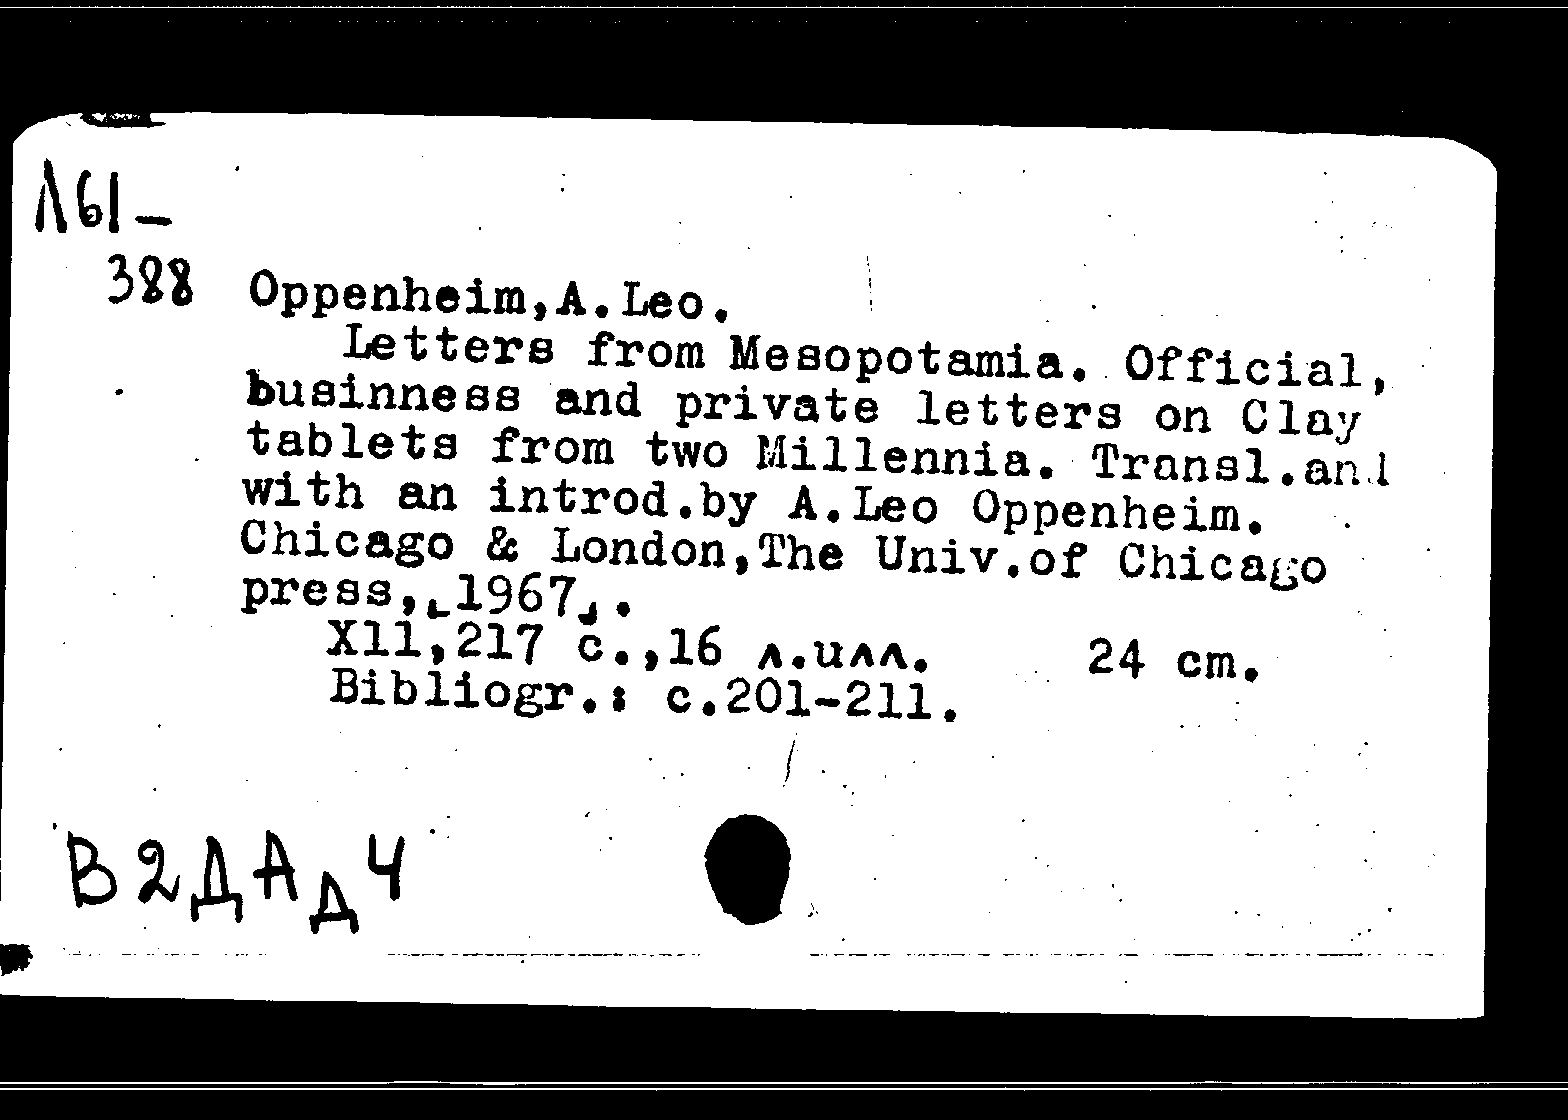 Л61-
388 Oppenheim,A.Leo.
Letters from Mesopotamia. Official,
businness and private letters on Clay
tablets from two Millennia. Transl.and
with an introd.by A.Leo Oppenheim.
Chicago & London,The Univ.of Chicago
press,[1967].
X11,217 c.,16 л.илл. 24 cm.
Bibliogr.: c.201-211.
В2ДАД4